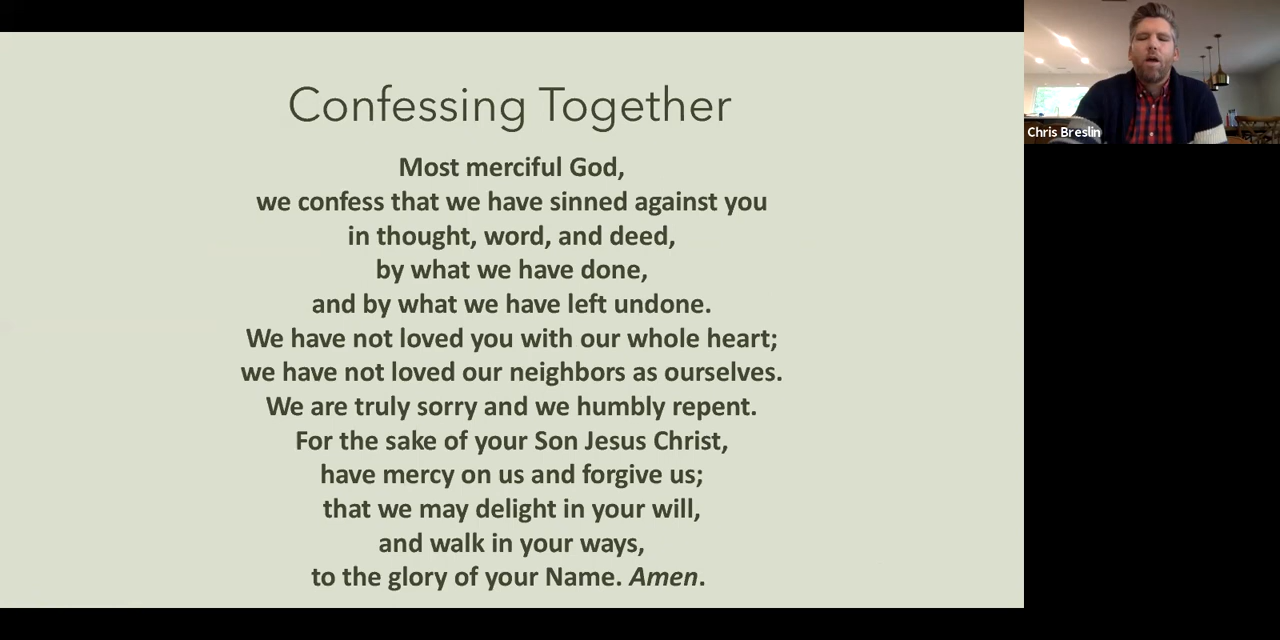 Confessing Together
Most merciful God,
we confess that we have sinned against you
in thought, word, and deed,
by what we have done,
and by what we have left undone.
We have not loved you with our whole heart;
we have not loved our neighbors as ourselves.
We are truly sorry and we humbly repent.
For the sake of your Son Jesus Christ,
have mercy on us and forgive us;
that we may delight in your will,
and walk in your ways,
to the glory of your Name. Amen.
Chris Breslin